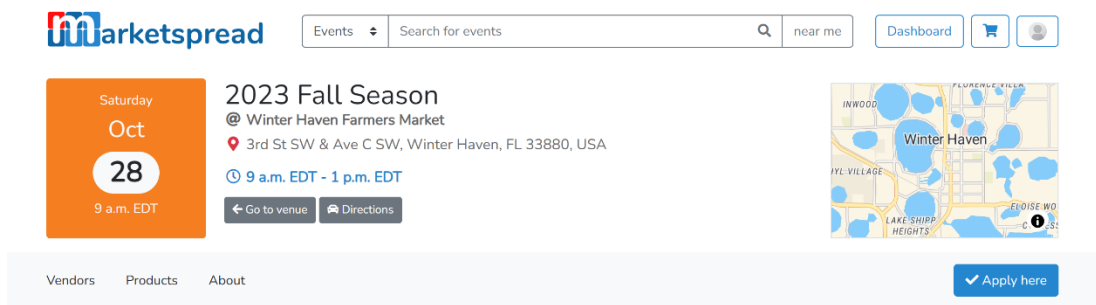 marketspread
Events
Search for events
near me
Dashboard
Saturday
Oct
28
9 a.m. EDT
2023 Fall Season
@ Winter Haven Farmers Market
3rd St SW & Ave C SW, Winter Haven, FL 33880, USA
9 a.m. EDT - 1 p.m. EDT
Go to venue
Directions
FLORENCE VILLA
INWOOD
Winter Haven
LAKE SHIPP
HEIGHTS
Vendors
Products
About
Apply here